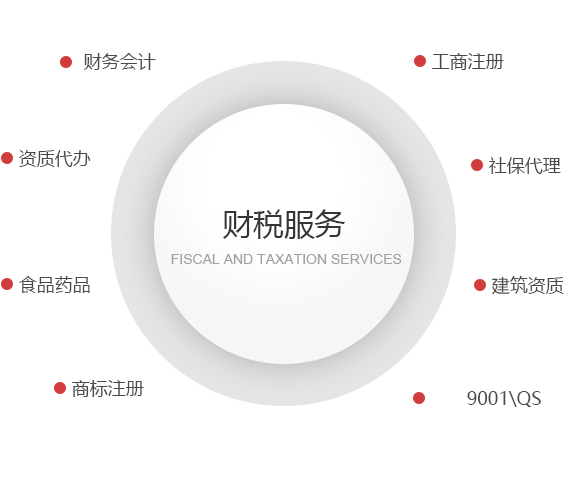 财务会计
工商注册
资质代办
社保代理
财税服务
FISCAL AND TAXATION SERVICES
食品药品
建筑资质
商标注册
9001\QS